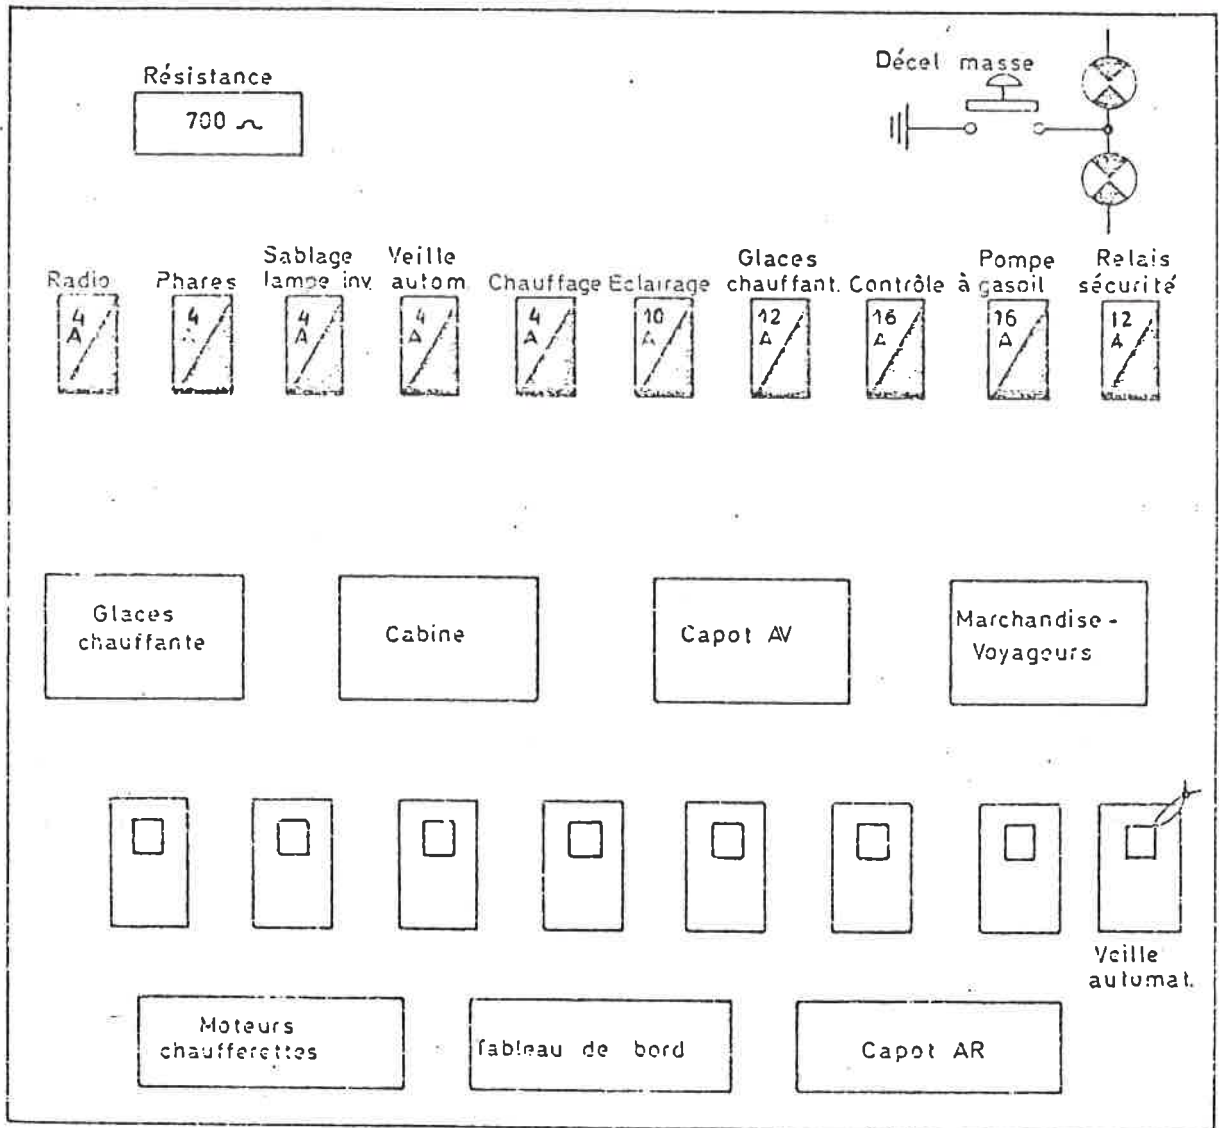 Résistance
700 Ω
Décel masse
Radio
Phares
Sablage
lampe inv.
Veille
autom.
Chauffage
Eclairage
Glaces
chauffant.
Contrôle
Pompe
à gasoil
Relais
sécurité
4
A
4
A
4
A
4
A
4
A
10
A
12
A
16
A
16
A
12
A
Glaces
chauffante
Cabine
Capot AV
Marchandise -
Voyageurs
Veille
automat.
Moteurs
chaufferettes
Tableau de bord
Capot AR